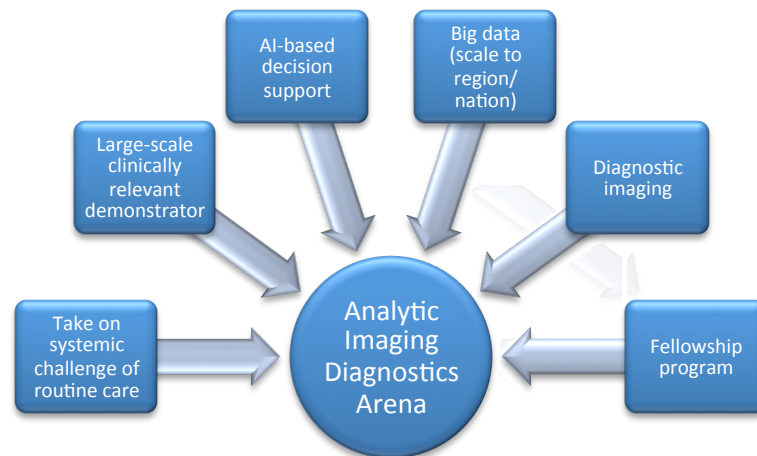 AI-based
decision
support
Big data
(scale to
region/
nation)
Large-scale
clinically
relevant
demonstrator
Diagnostic
imaging
Take on
systemic
challenge of
routine care
Analytic
Imaging
Diagnostics
Arena
Fellowship
program